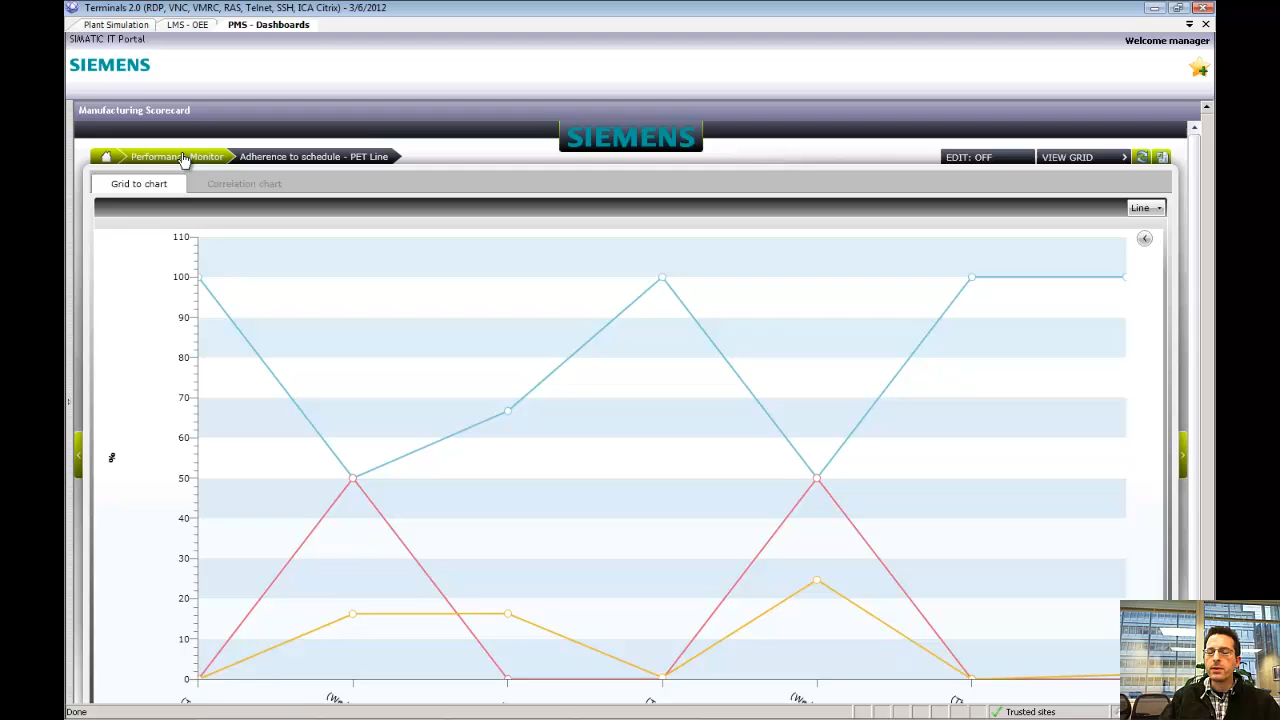 Terminals 2.0 (RDP, VNC, VMRC, RAS, Telnet, SSH, ICA Citrix) - 3/6/2012
Plant Simulation LMS - OEE PMS - Dashboards
SIMATIC IT Portal Welcome manager
SIEMENS
Manufacturing Scorecard
SIEMENS
Performance Monitor Adherence to schedule - PET Line EDIT: OFF VIEW GRID
Grid to chart Correlation chart
Line
110
100
90
80
70
60
%
50
40
30
20
10
0
Done Trusted sites